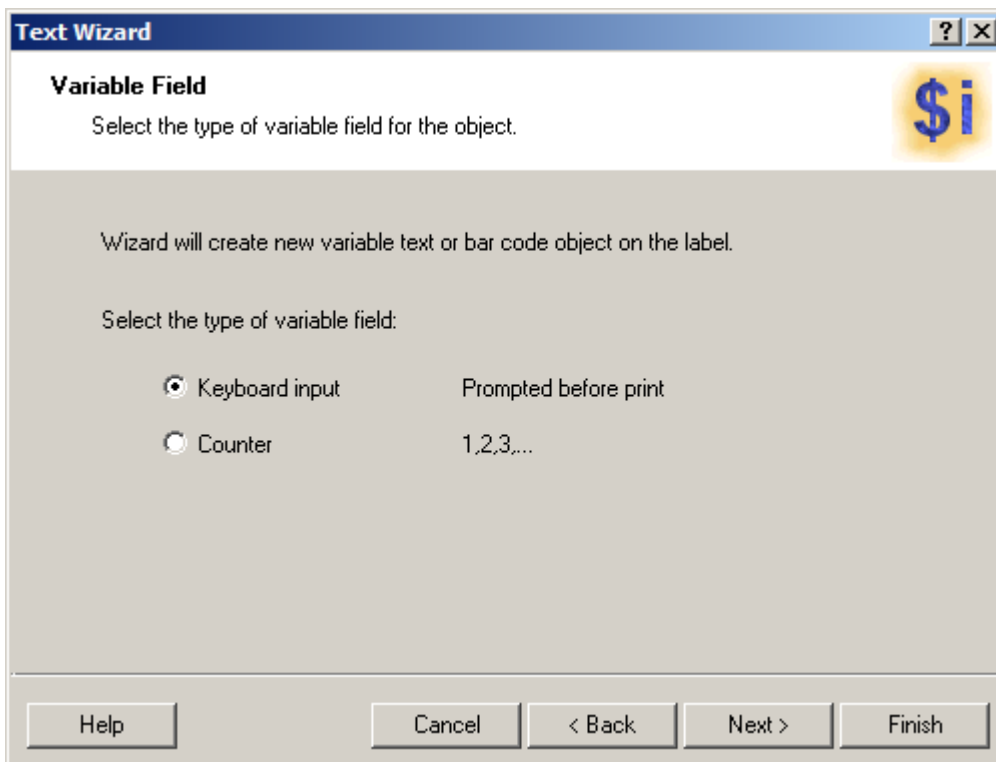 Text Wizard
Variable Field
Select the type of variable field for the object.
$i
Wizard will create new variable text or bar code object on the label.
Select the type of variable field:
Keyboard input Prompted before print
Counter 1,2,3,...
Help Cancel < Back Next > Finish